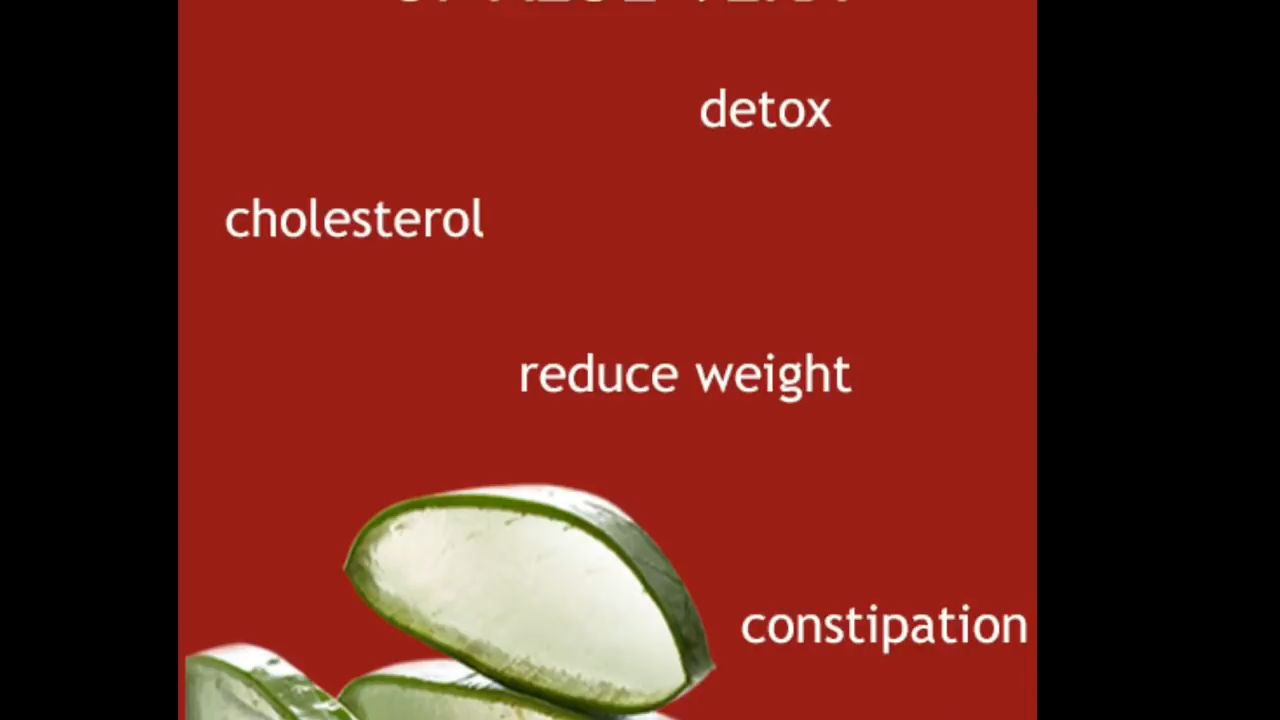 detox
cholesterol
reduce weight
constipation